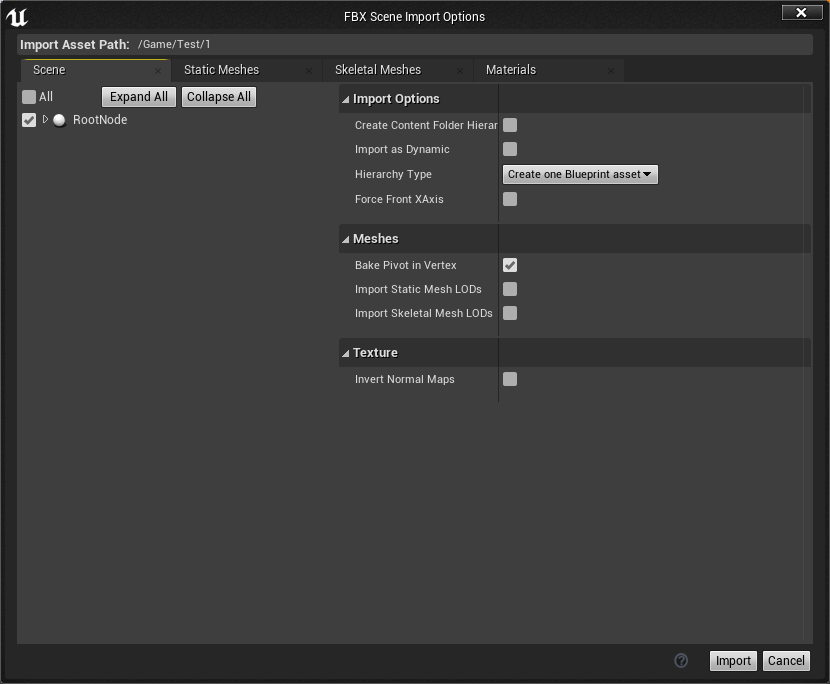 FBX Scene Import Options
Import Asset Path: /Game/Test/1
Scene Static Meshes Skeletal Meshes Materials
All Expand All Collapse All
RootNode
Import Options
Create Content Folder Hierar
Import as Dynamic
Hierarchy Type Create one Blueprint asset
Force Front XAxis
Meshes
Bake Pivot in Vertex
Import Static Mesh LODs
Import Skeletal Mesh LODs
Texture
Invert Normal Maps
? Import Cancel